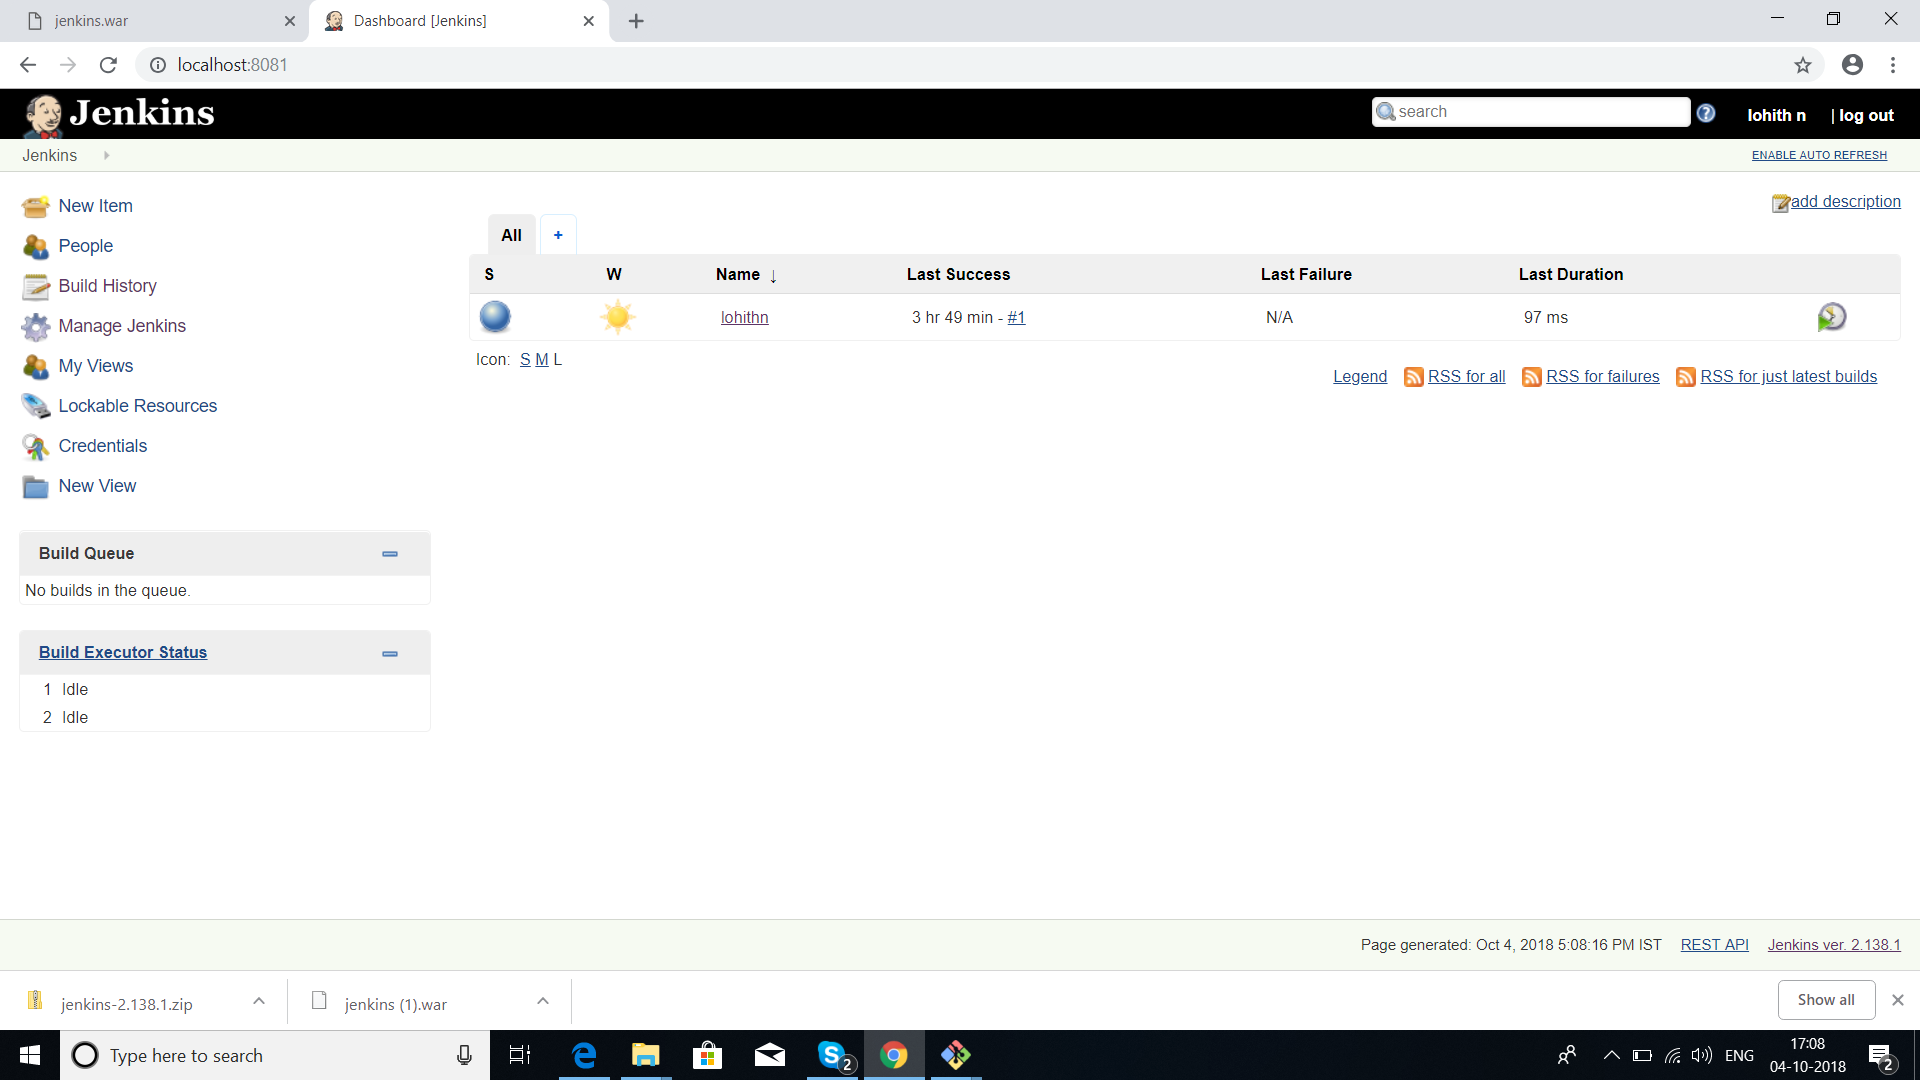 jenkins.war
Dashboard [Jenkins]
localhost:8081
Jenkins
search
lohith n
| log out
Jenkins
ENABLE AUTO REFRESH
New Item
People
Build History
Manage Jenkins
My Views
Lockable Resources
Credentials
New View
add description
All
+
S W Name ↓ Last Success Last Failure Last Duration
lohithn 3 hr 49 min - #1 N/A 97 ms
Icon: S M L
Legend RSS for all RSS for failures RSS for just latest builds
Build Queue
No builds in the queue.
Build Executor Status
1 Idle
2 Idle
Page generated: Oct 4, 2018 5:08:16 PM IST REST API Jenkins ver. 2.138.1
jenkins-2.138.1.zip
jenkins (1).war
Show all
Type here to search
2
ENG
17:08
04-10-2018
2